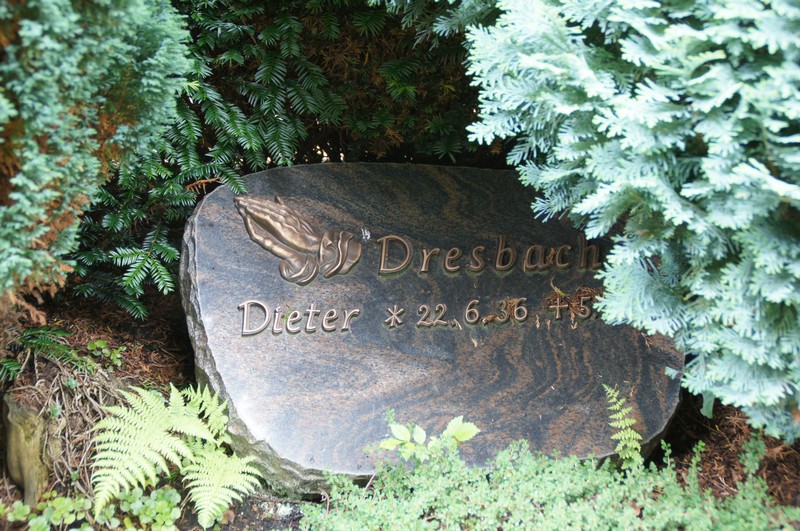 Dresbach
Dieter * 22. 6. 36 + 5.